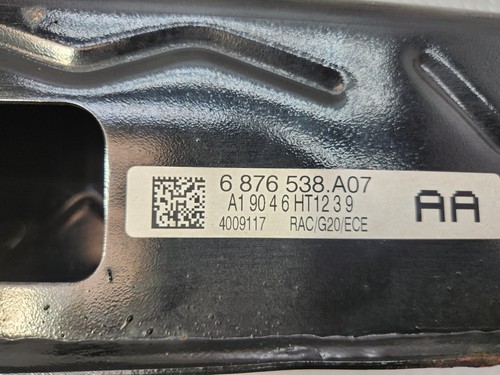 6 876 538.A07
A1 90 4 6 HT12 3 9
4009117 RAC/G20/ECE
AA